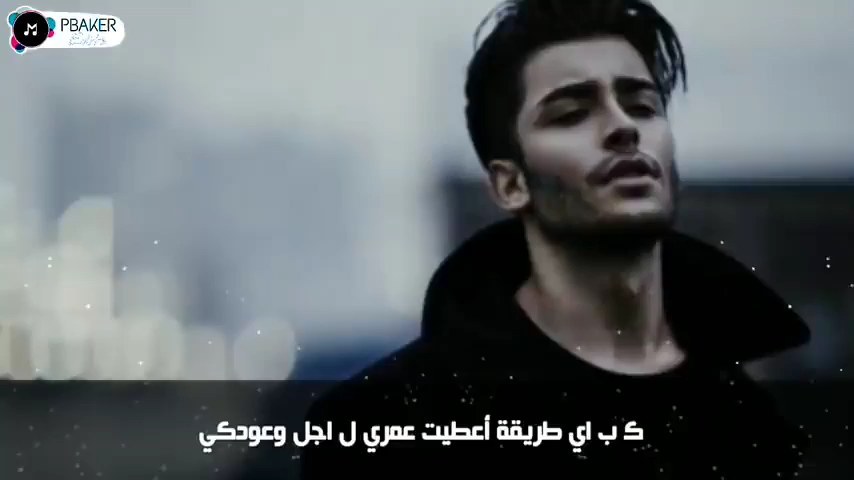 PBAKER
ك ب اي طريقة أعطيت عمري ل اجل وعودكي